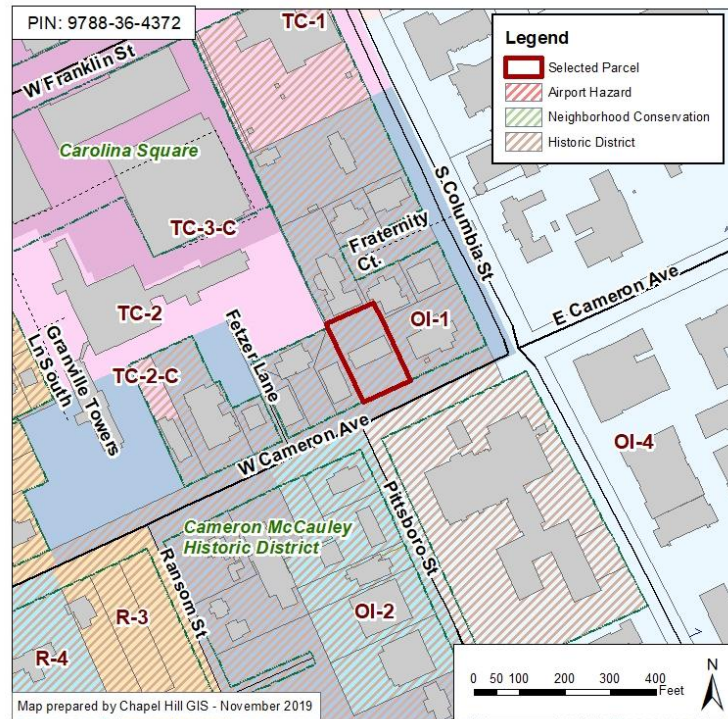 PIN: 9788-36-4372
TC-1
Legend
Selected Parcel
Airport Hazard
Neighborhood Conservation
Historic District
W Franklin St
Carolina Square
TC-3-C
S Columbia St
Fraternity
Ct.
E Cameron Ave
TC-2
OI-1
Granville Towers
Ln South
Fetzer Lane
TC-2-C
W Cameron Ave
OI-4
Cameron McCauley
Historic District
Pittsboro St
Ransom St
R-3
OI-2
R-4
0 50 100 200 300 400
Feet
N
Map prepared by Chapel Hill GIS - November 2019